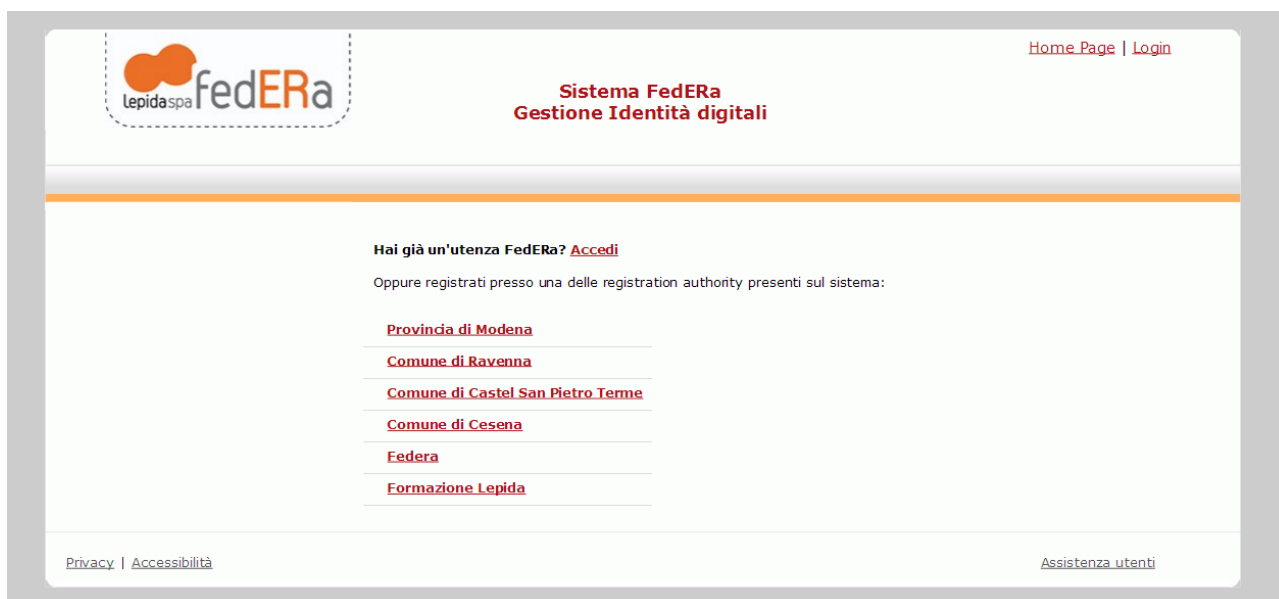 lepidaspa fedERa
Home Page | Login
Sistema FedERa
Gestione Identità digitali
Hai già un'utenza FedERa? Accedi
Oppure registrati presso una delle registration authority presenti sul sistema:
Provincia di Modena
Comune di Ravenna
Comune di Castel San Pietro Terme
Comune di Cesena
Federa
Formazione Lepida
Privacy | Accessibilità
Assistenza utenti